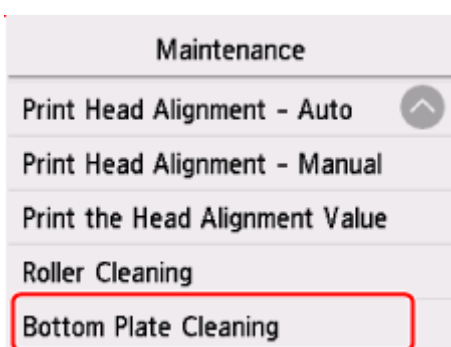 Maintenance
Print Head Alignment - Auto
Print Head Alignment - Manual
Print the Head Alignment Value
Roller Cleaning
Bottom Plate Cleaning